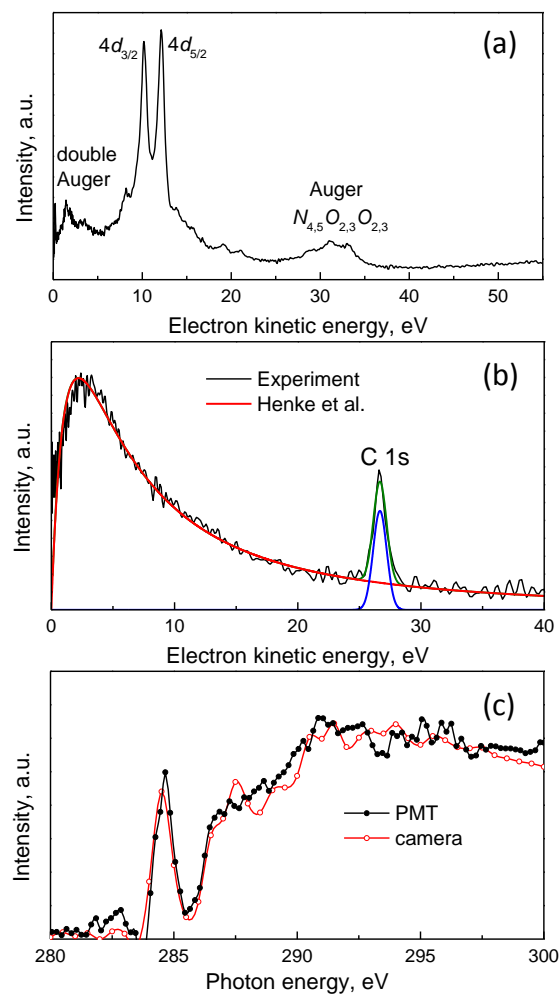 (a)
4d3/2 4d5/2
double
Auger
Auger
N4,5O2,3O2,3
Intensity, a.u.
0 10 20 30 40 50
Electron kinetic energy, eV
(b)
Experiment
Henke et al.
C 1s
Intensity, a.u.
0 10 20 30 40
Electron kinetic energy, eV
(c)
PMT
camera
Intensity, a.u.
280 285 290 295 300
Photon energy, eV